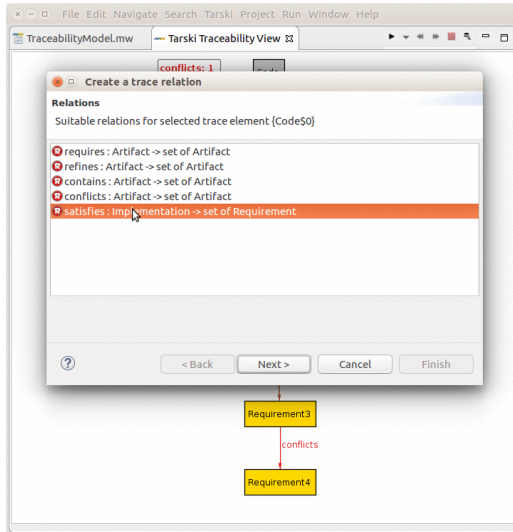 File Edit Navigate Search Tarski Project Run Window Help
TraceabilityModel.mw
Tarski Traceability View
conflicts: 1
Code
Create a trace relation
Relations
Suitable relations for selected trace element {Code$0}
R requires : Artifact -> set of Artifact
R refines : Artifact -> set of Artifact
R contains : Artifact -> set of Artifact
R conflicts : Artifact -> set of Artifact
R satisfies : Implementation -> set of Requirement
?
< Back
Next >
Cancel
Finish
Requirement3
conflicts
Requirement4